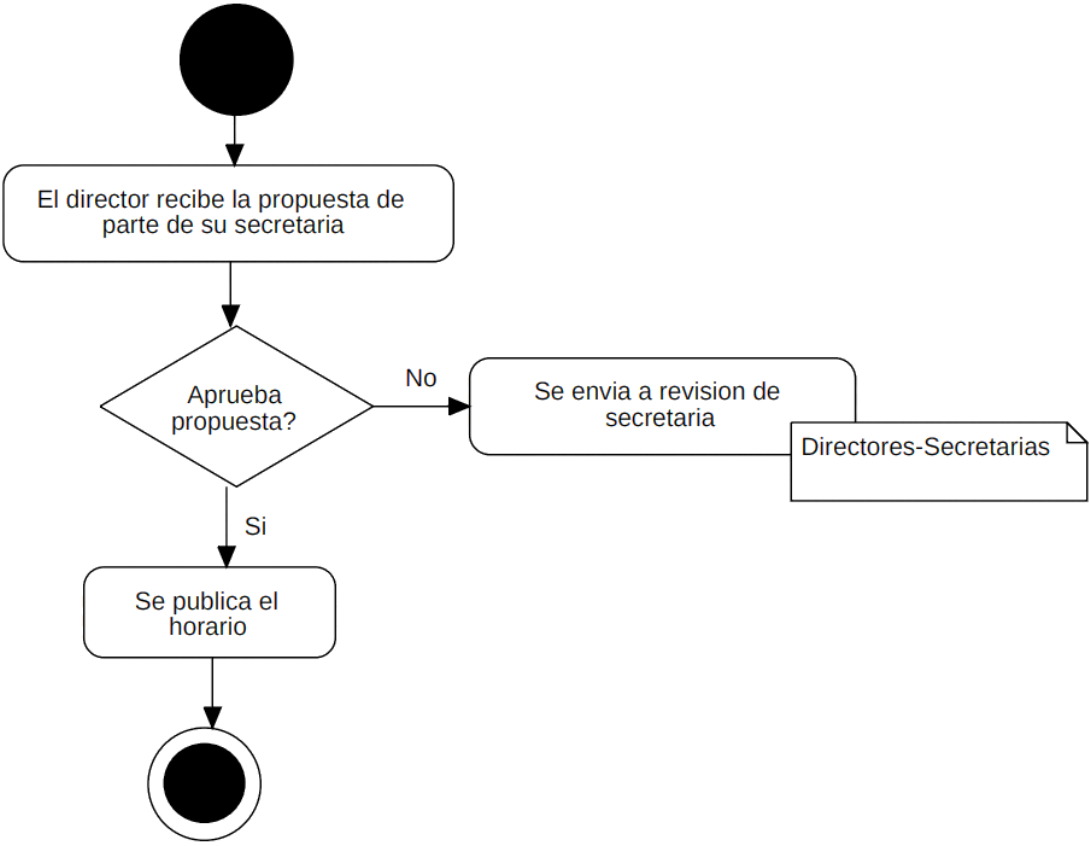 El director recibe la propuesta de
parte de su secretaria
Aprueba
propuesta?
No
Se envia a revision de
secretaria
Directores-Secretarias
Si
Se publica el
horario